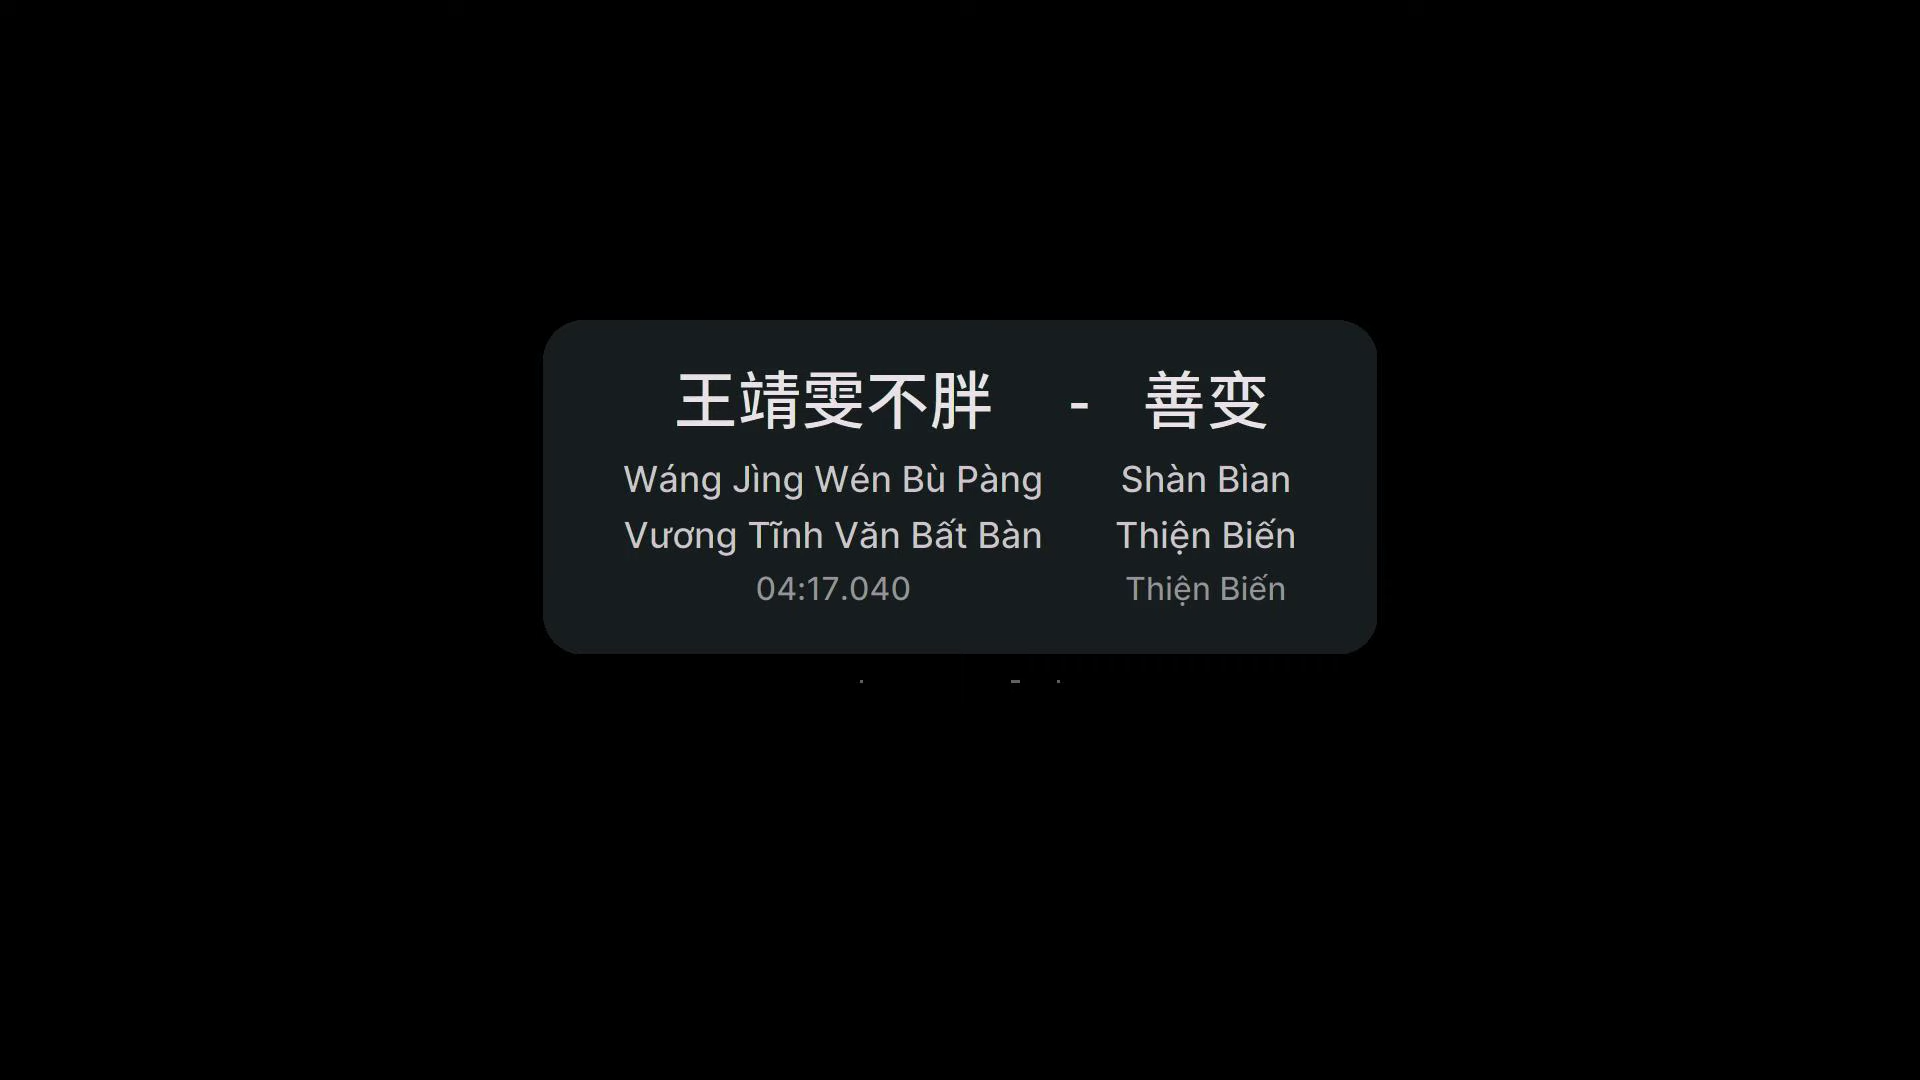 王靖雯不胖 - 善变
Wáng Jìng Wén Bù Pàng Shàn Bìan
Vương Tĩnh Văn Bất Bàn Thiện Biến
04:17.040 Thiện Biến